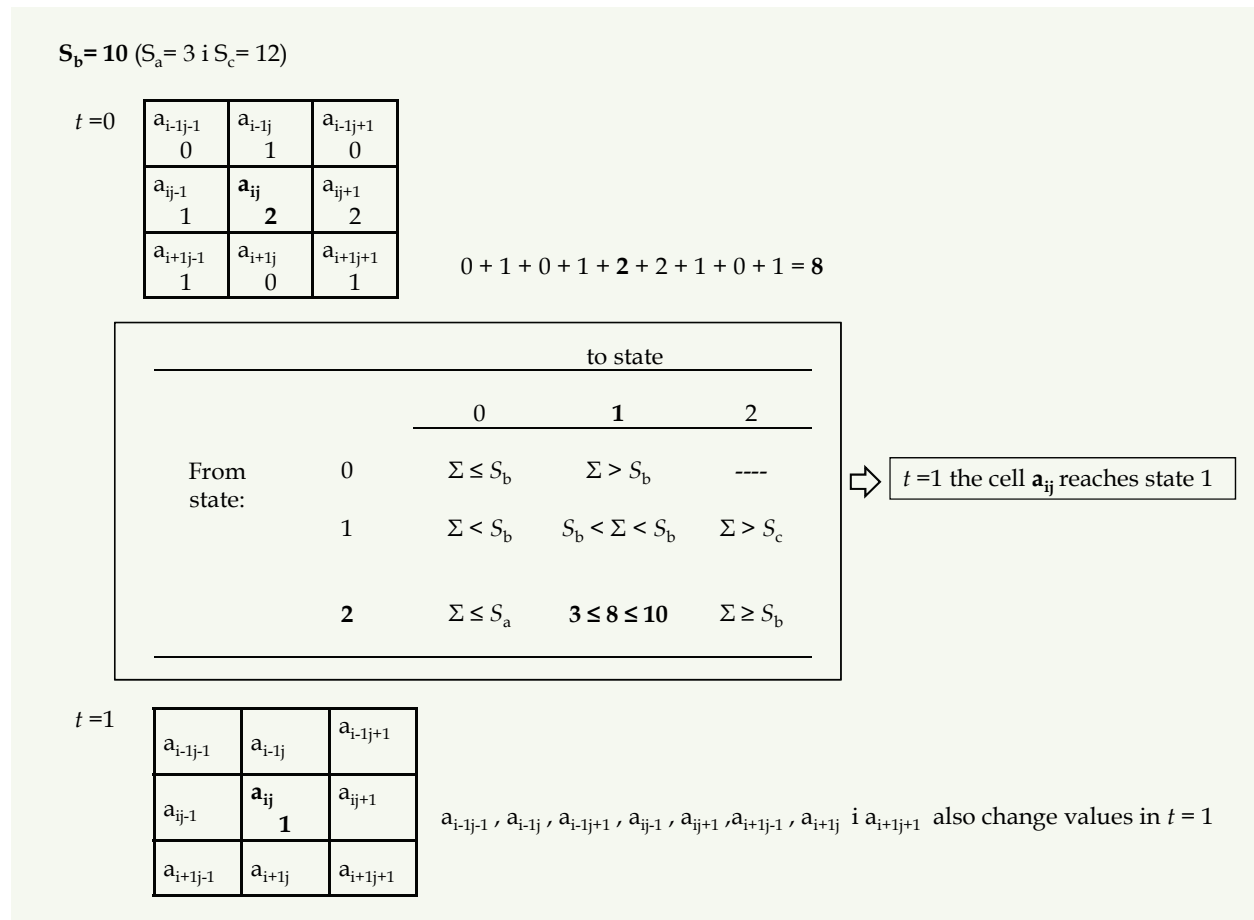 S_b= 10 (S_a= 3 i S_c= 12)
t =0
a_i-1j-1 a_i-1j a_i-1j+1
0 1 0
a_ij-1 a_ij a_ij+1
1 2 2
a_i+1j-1 a_i+1j a_i+1j+1
1 0 1
0 + 1 + 0 + 1 + 2 + 2 + 1 + 0 + 1 = 8
to state
0 1 2
From state: 0 Σ ≤ S_b Σ > S_b ----
1 Σ < S_b S_b < Σ < S_b Σ > S_c
2 Σ ≤ S_a 3 ≤ 8 ≤ 10 Σ ≥ S_b
t =1 the cell a_ij reaches state 1
t =1
a_i-1j-1 a_i-1j a_i-1j+1
a_ij-1 a_ij a_ij+1
1
a_i+1j-1 a_i+1j a_i+1j+1
a_i-1j-1 , a_i-1j , a_i-1j+1 , a_ij-1 , a_ij+1 ,a_i+1j-1 , a_i+1j i a_i+1j+1 also change values in t = 1